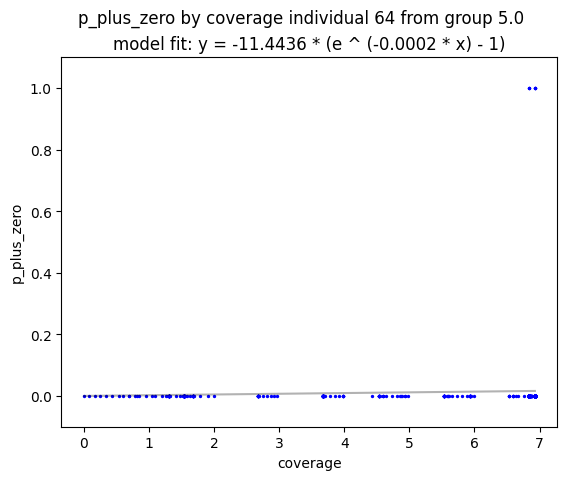 p_plus_zero by coverage individual 64 from group 5.0
model fit: y = -11.4436 * (e ^ (-0.0002 * x) - 1)
1.0
0.8
0.6
0.4
0.2
0.0
p_plus_zero
0 1 2 3 4 5 6 7
coverage